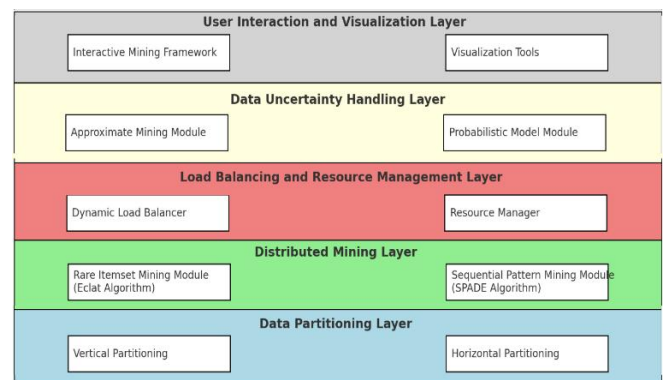 User Interaction and Visualization Layer
Interactive Mining Framework
Visualization Tools
Data Uncertainty Handling Layer
Approximate Mining Module
Probabilistic Model Module
Load Balancing and Resource Management Layer
Dynamic Load Balancer
Resource Manager
Distributed Mining Layer
Rare Itemset Mining Module
(Eclat Algorithm)
Sequential Pattern Mining Module
(SPADE Algorithm)
Data Partitioning Layer
Vertical Partitioning
Horizontal Partitioning